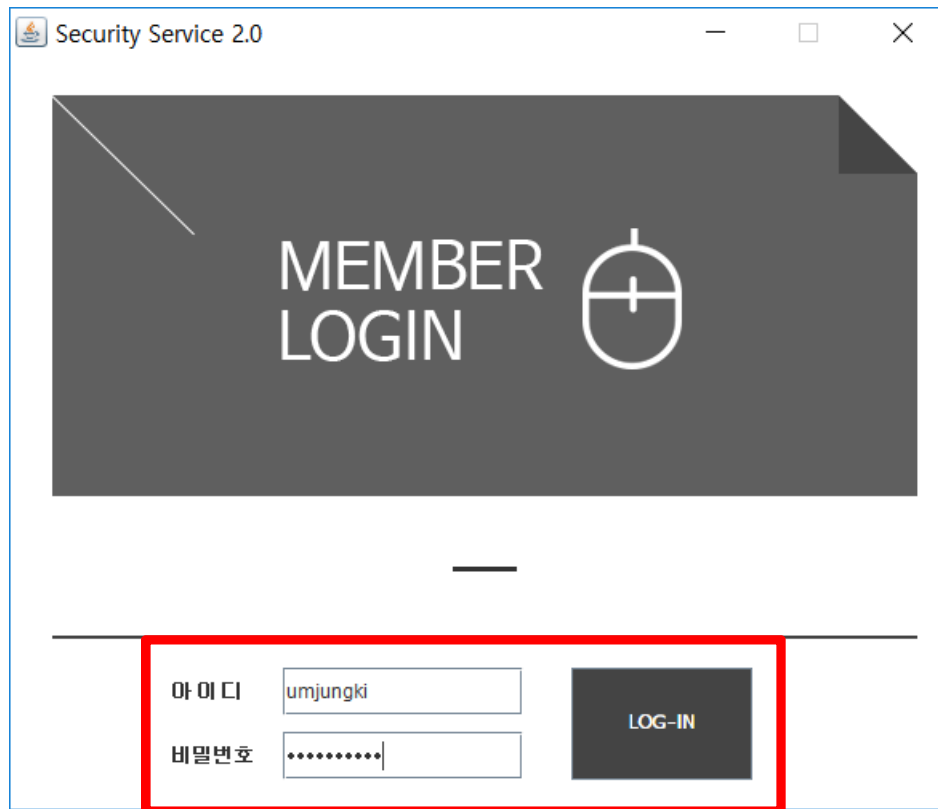 Security Service 2.0
MEMBER
LOGIN
아이디 umjungki
LOG-IN
비밀번호 ••••••••••